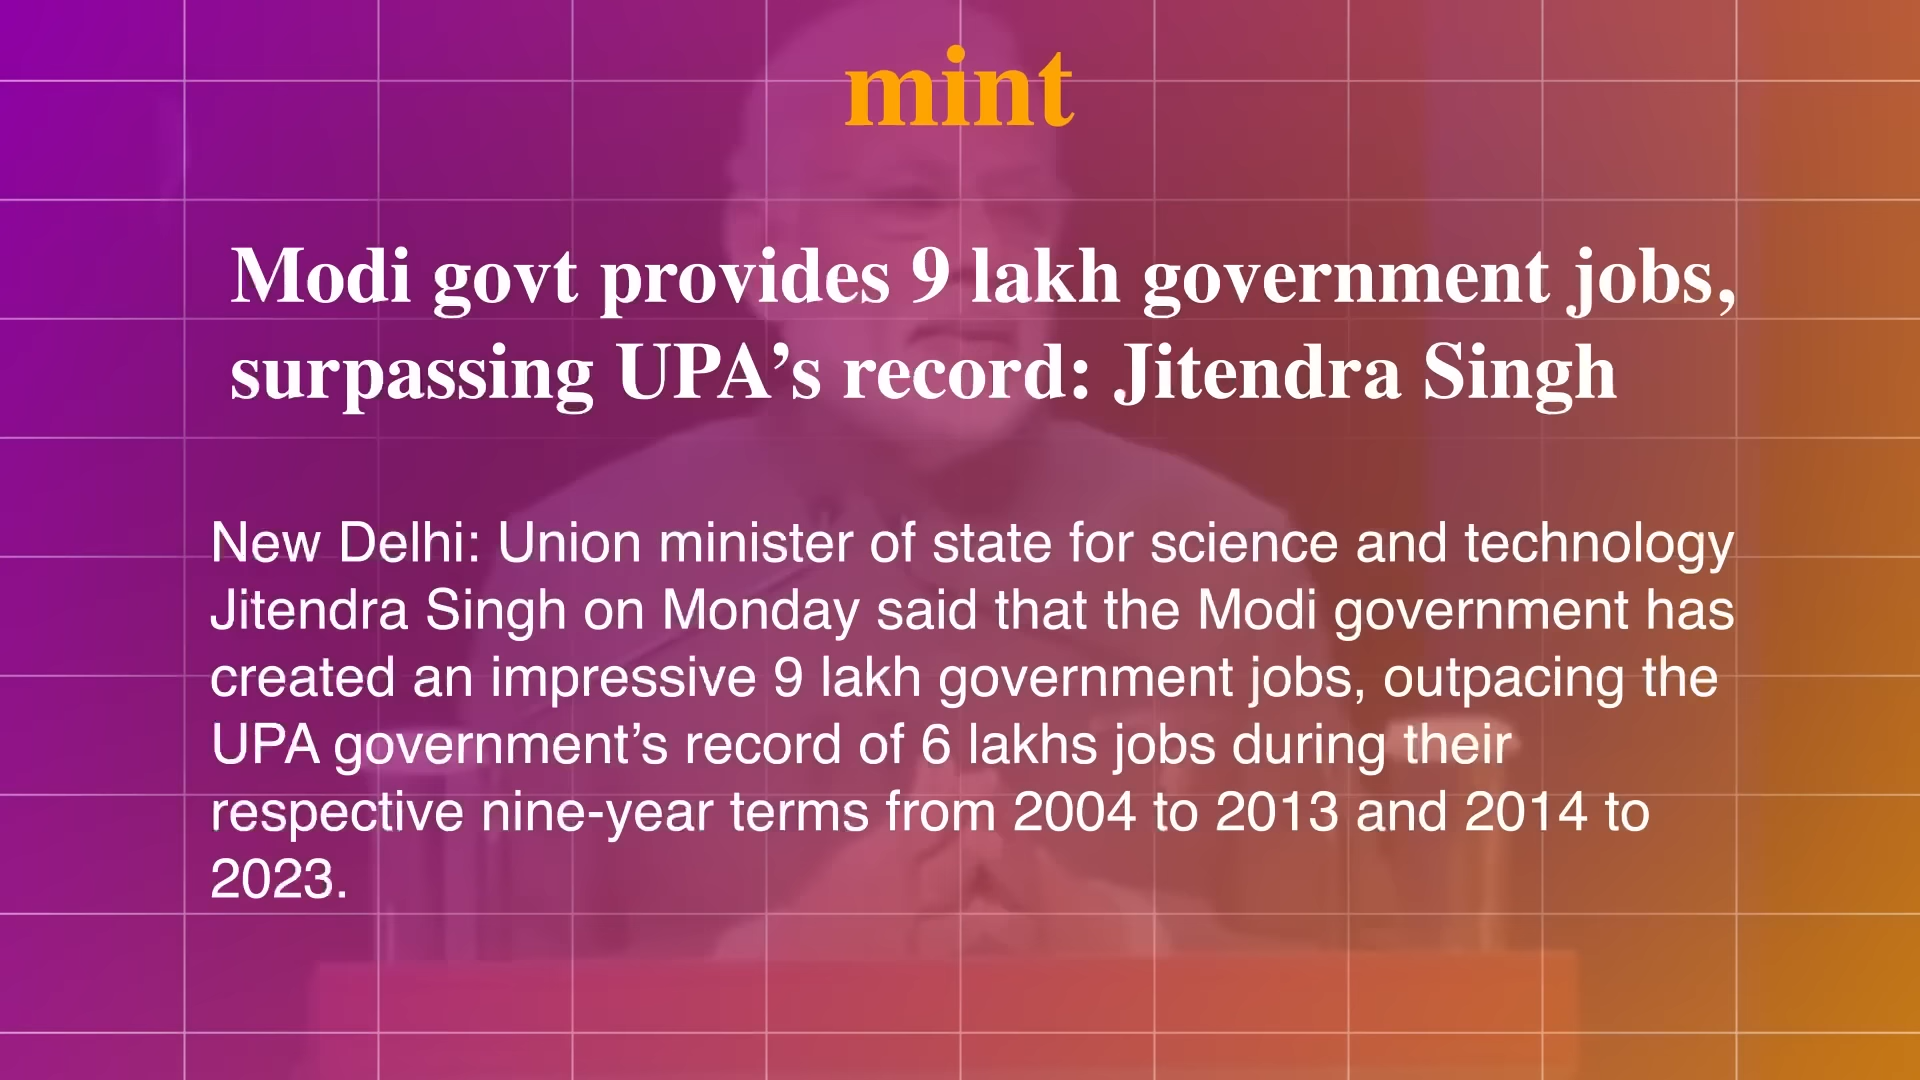 mint
Modi govt provides 9 lakh government jobs,
surpassing UPA’s record: Jitendra Singh
New Delhi: Union minister of state for science and technology
Jitendra Singh on Monday said that the Modi government has
created an impressive 9 lakh government jobs, outpacing the
UPA government’s record of 6 lakhs jobs during their
respective nine-year terms from 2004 to 2013 and 2014 to
2023.